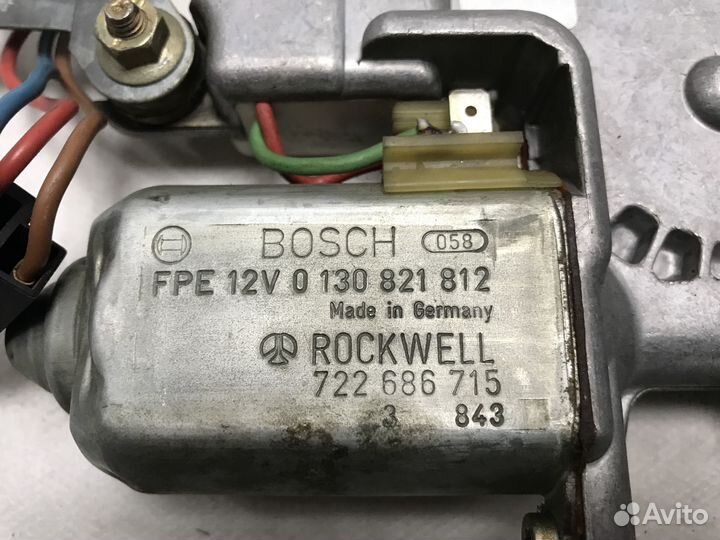 BOSCH 058
FPE 12V 0 130 821 812
Made in Germany
ROCKWELL
722 686 715
3 843
Avito